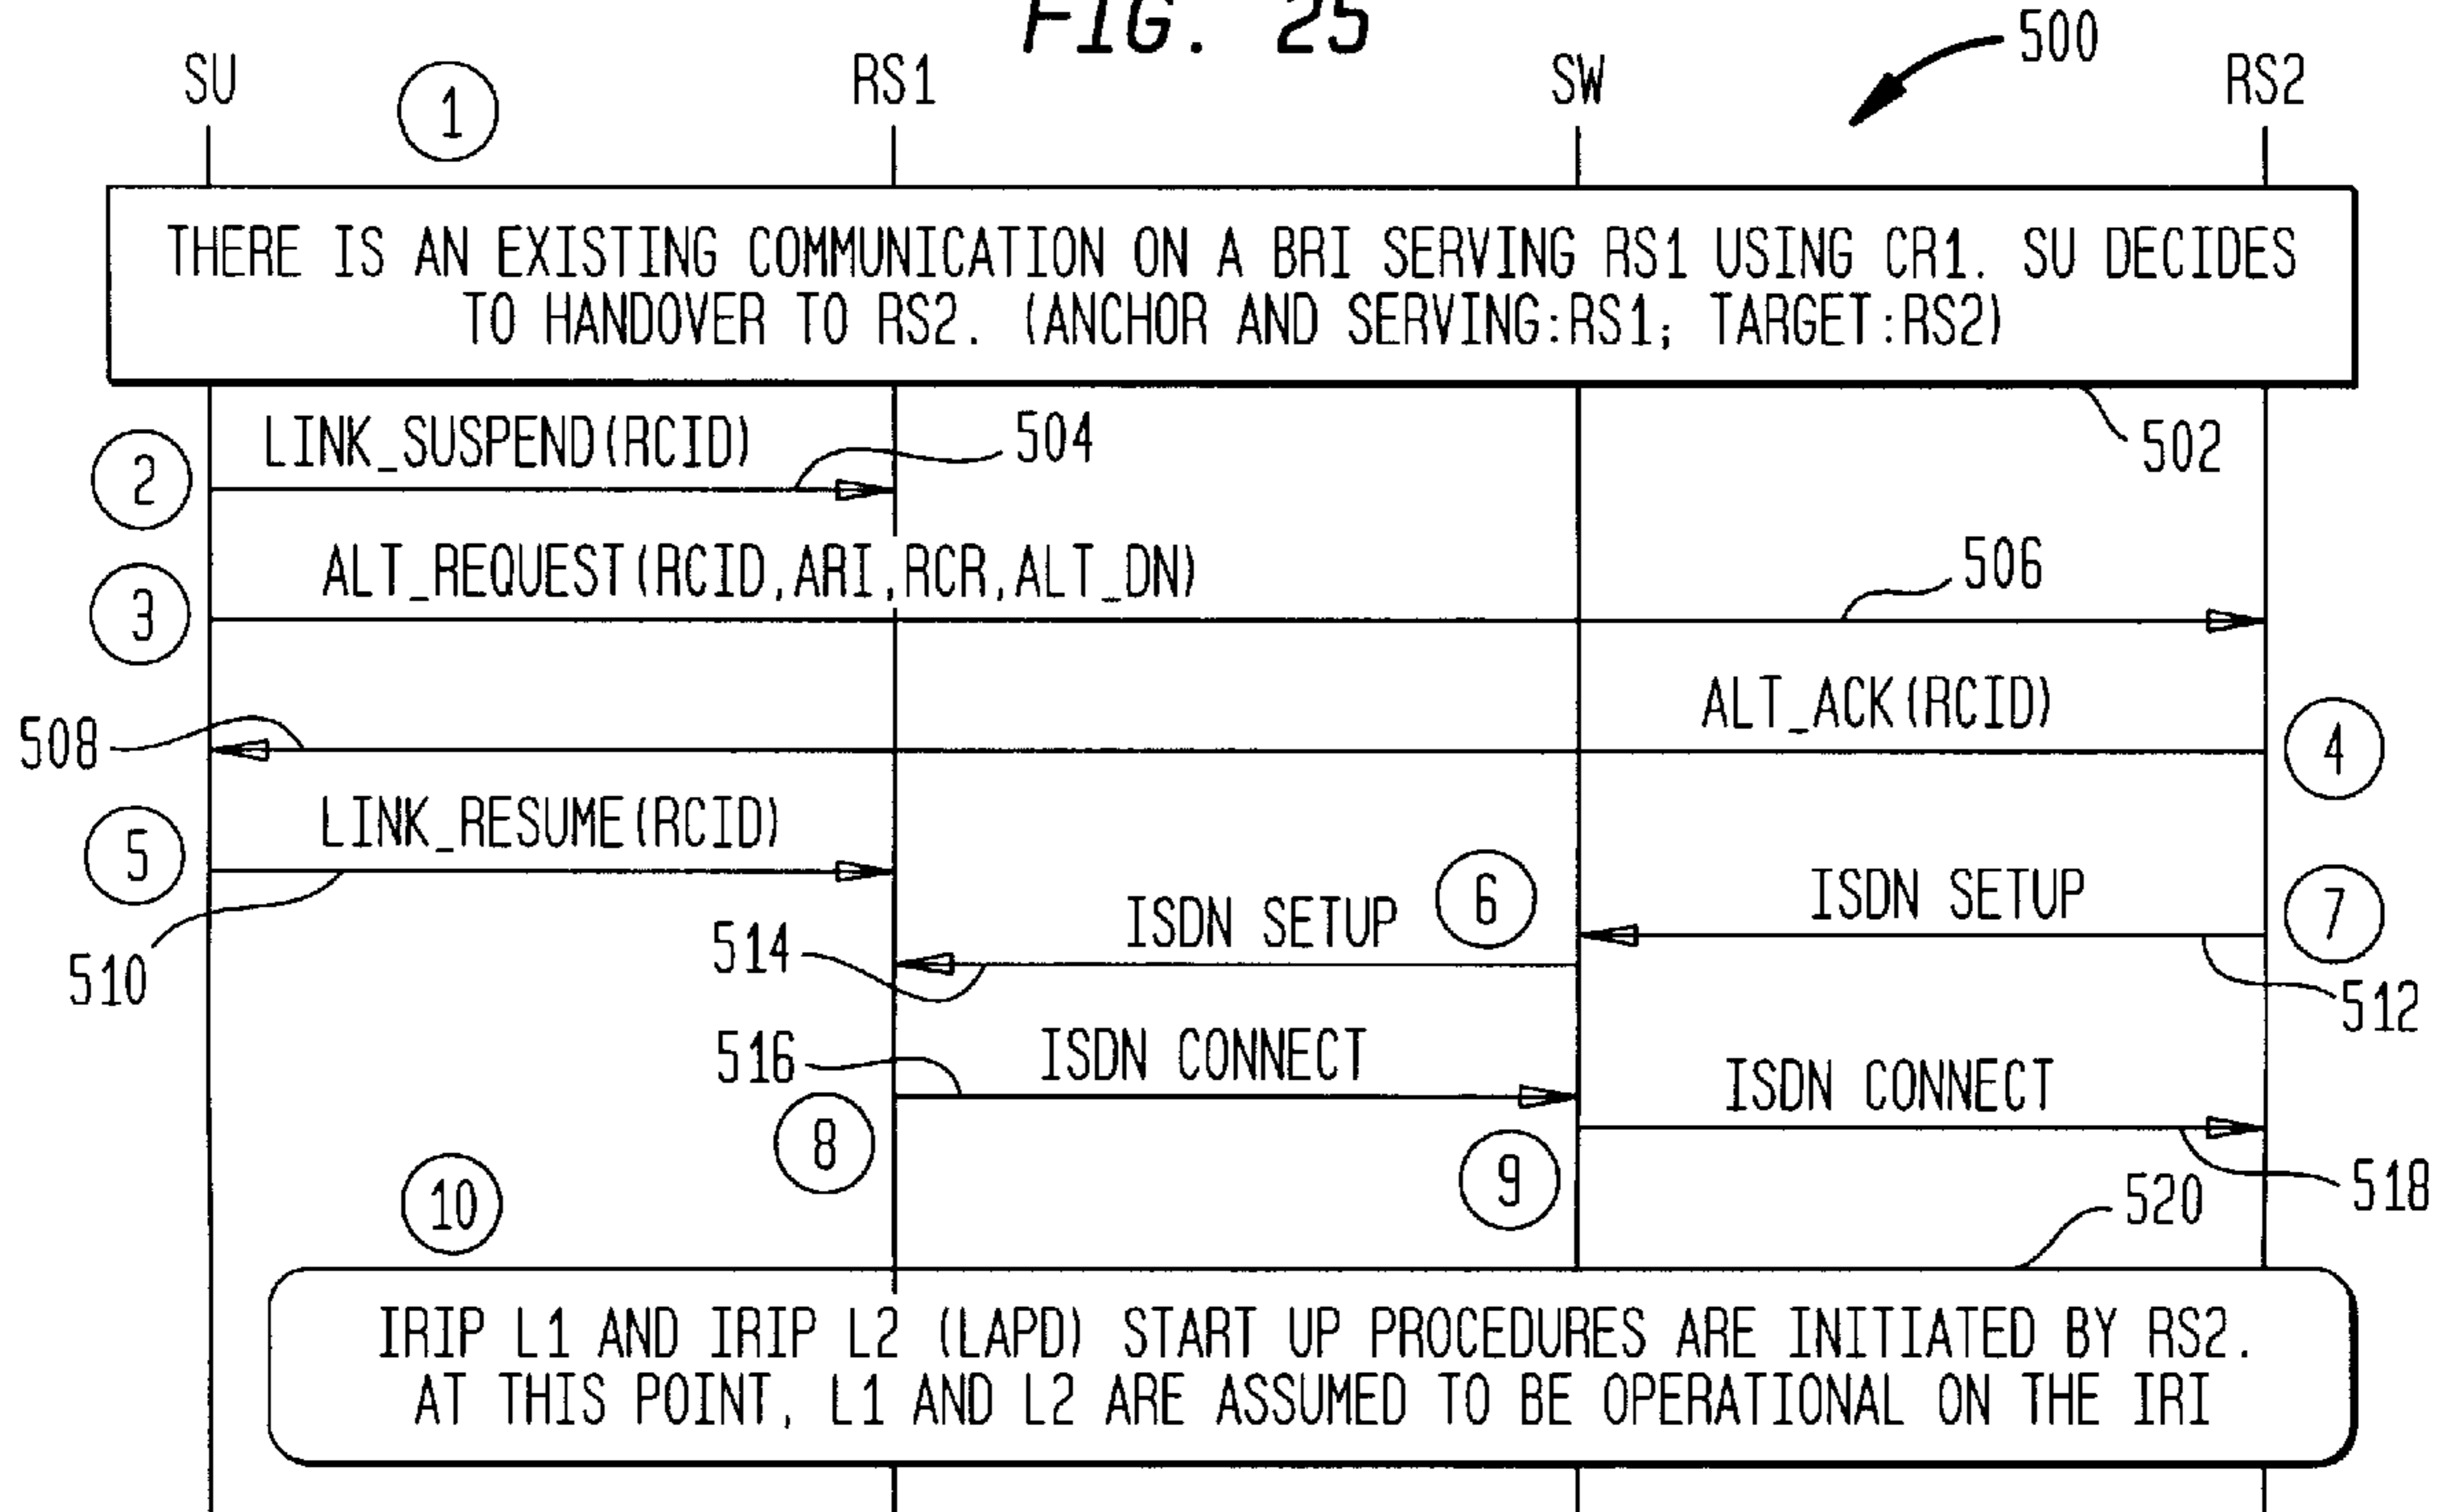 FIG. 25
500
SU
RS1
SW
RS2
1
THERE IS AN EXISTING COMMUNICATION ON A BRI SERVING RS1 USING CR1. SU DECIDES
TO HANDOVER TO RS2. (ANCHOR AND SERVING:RS1; TARGET:RS2)
502
LINK_SUSPEND(RCID)
504
2
ALT_REQUEST(RCID,ARI,RCR,ALT_DN)
506
3
ALT_ACK(RCID)
508
4
LINK_RESUME(RCID)
5
510
ISDN SETUP
6
514
ISDN SETUP
7
512
516
ISDN CONNECT
8
ISDN CONNECT
9
518
10
520
IRIP L1 AND IRIP L2 (LAPD) START UP PROCEDURES ARE INITIATED BY RS2.
AT THIS POINT, L1 AND L2 ARE ASSUMED TO BE OPERATIONAL ON THE IRI